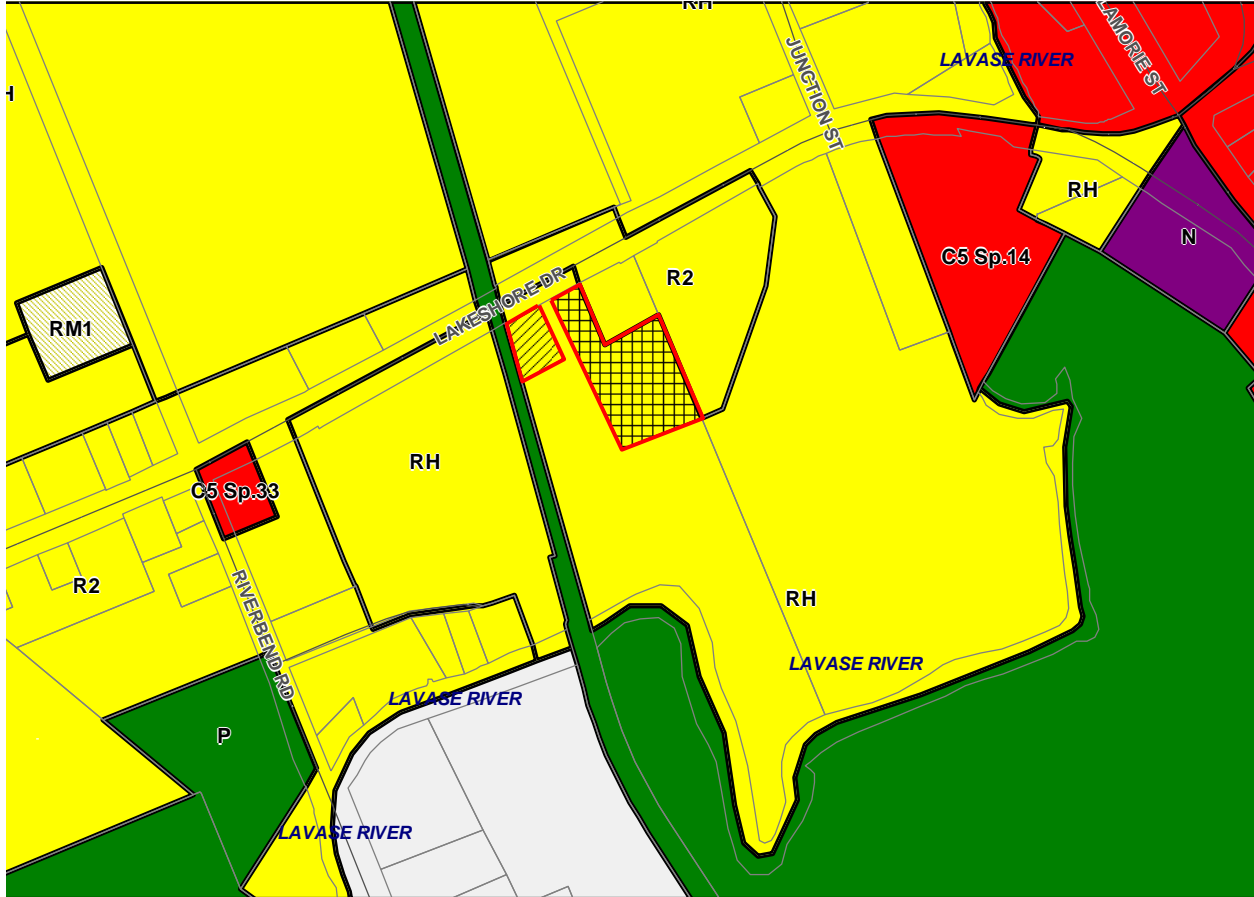 RH
JUNCTION ST
LAVASE RIVER
LAMORIE ST
H
RH
N
C5 Sp.14
R2
LAKESHORE DR
RM1
RH
C5 Sp.33
R2
RIVERBEND RD
RH
LAVASE RIVER
LAVASE RIVER
P
LAVASE RIVER